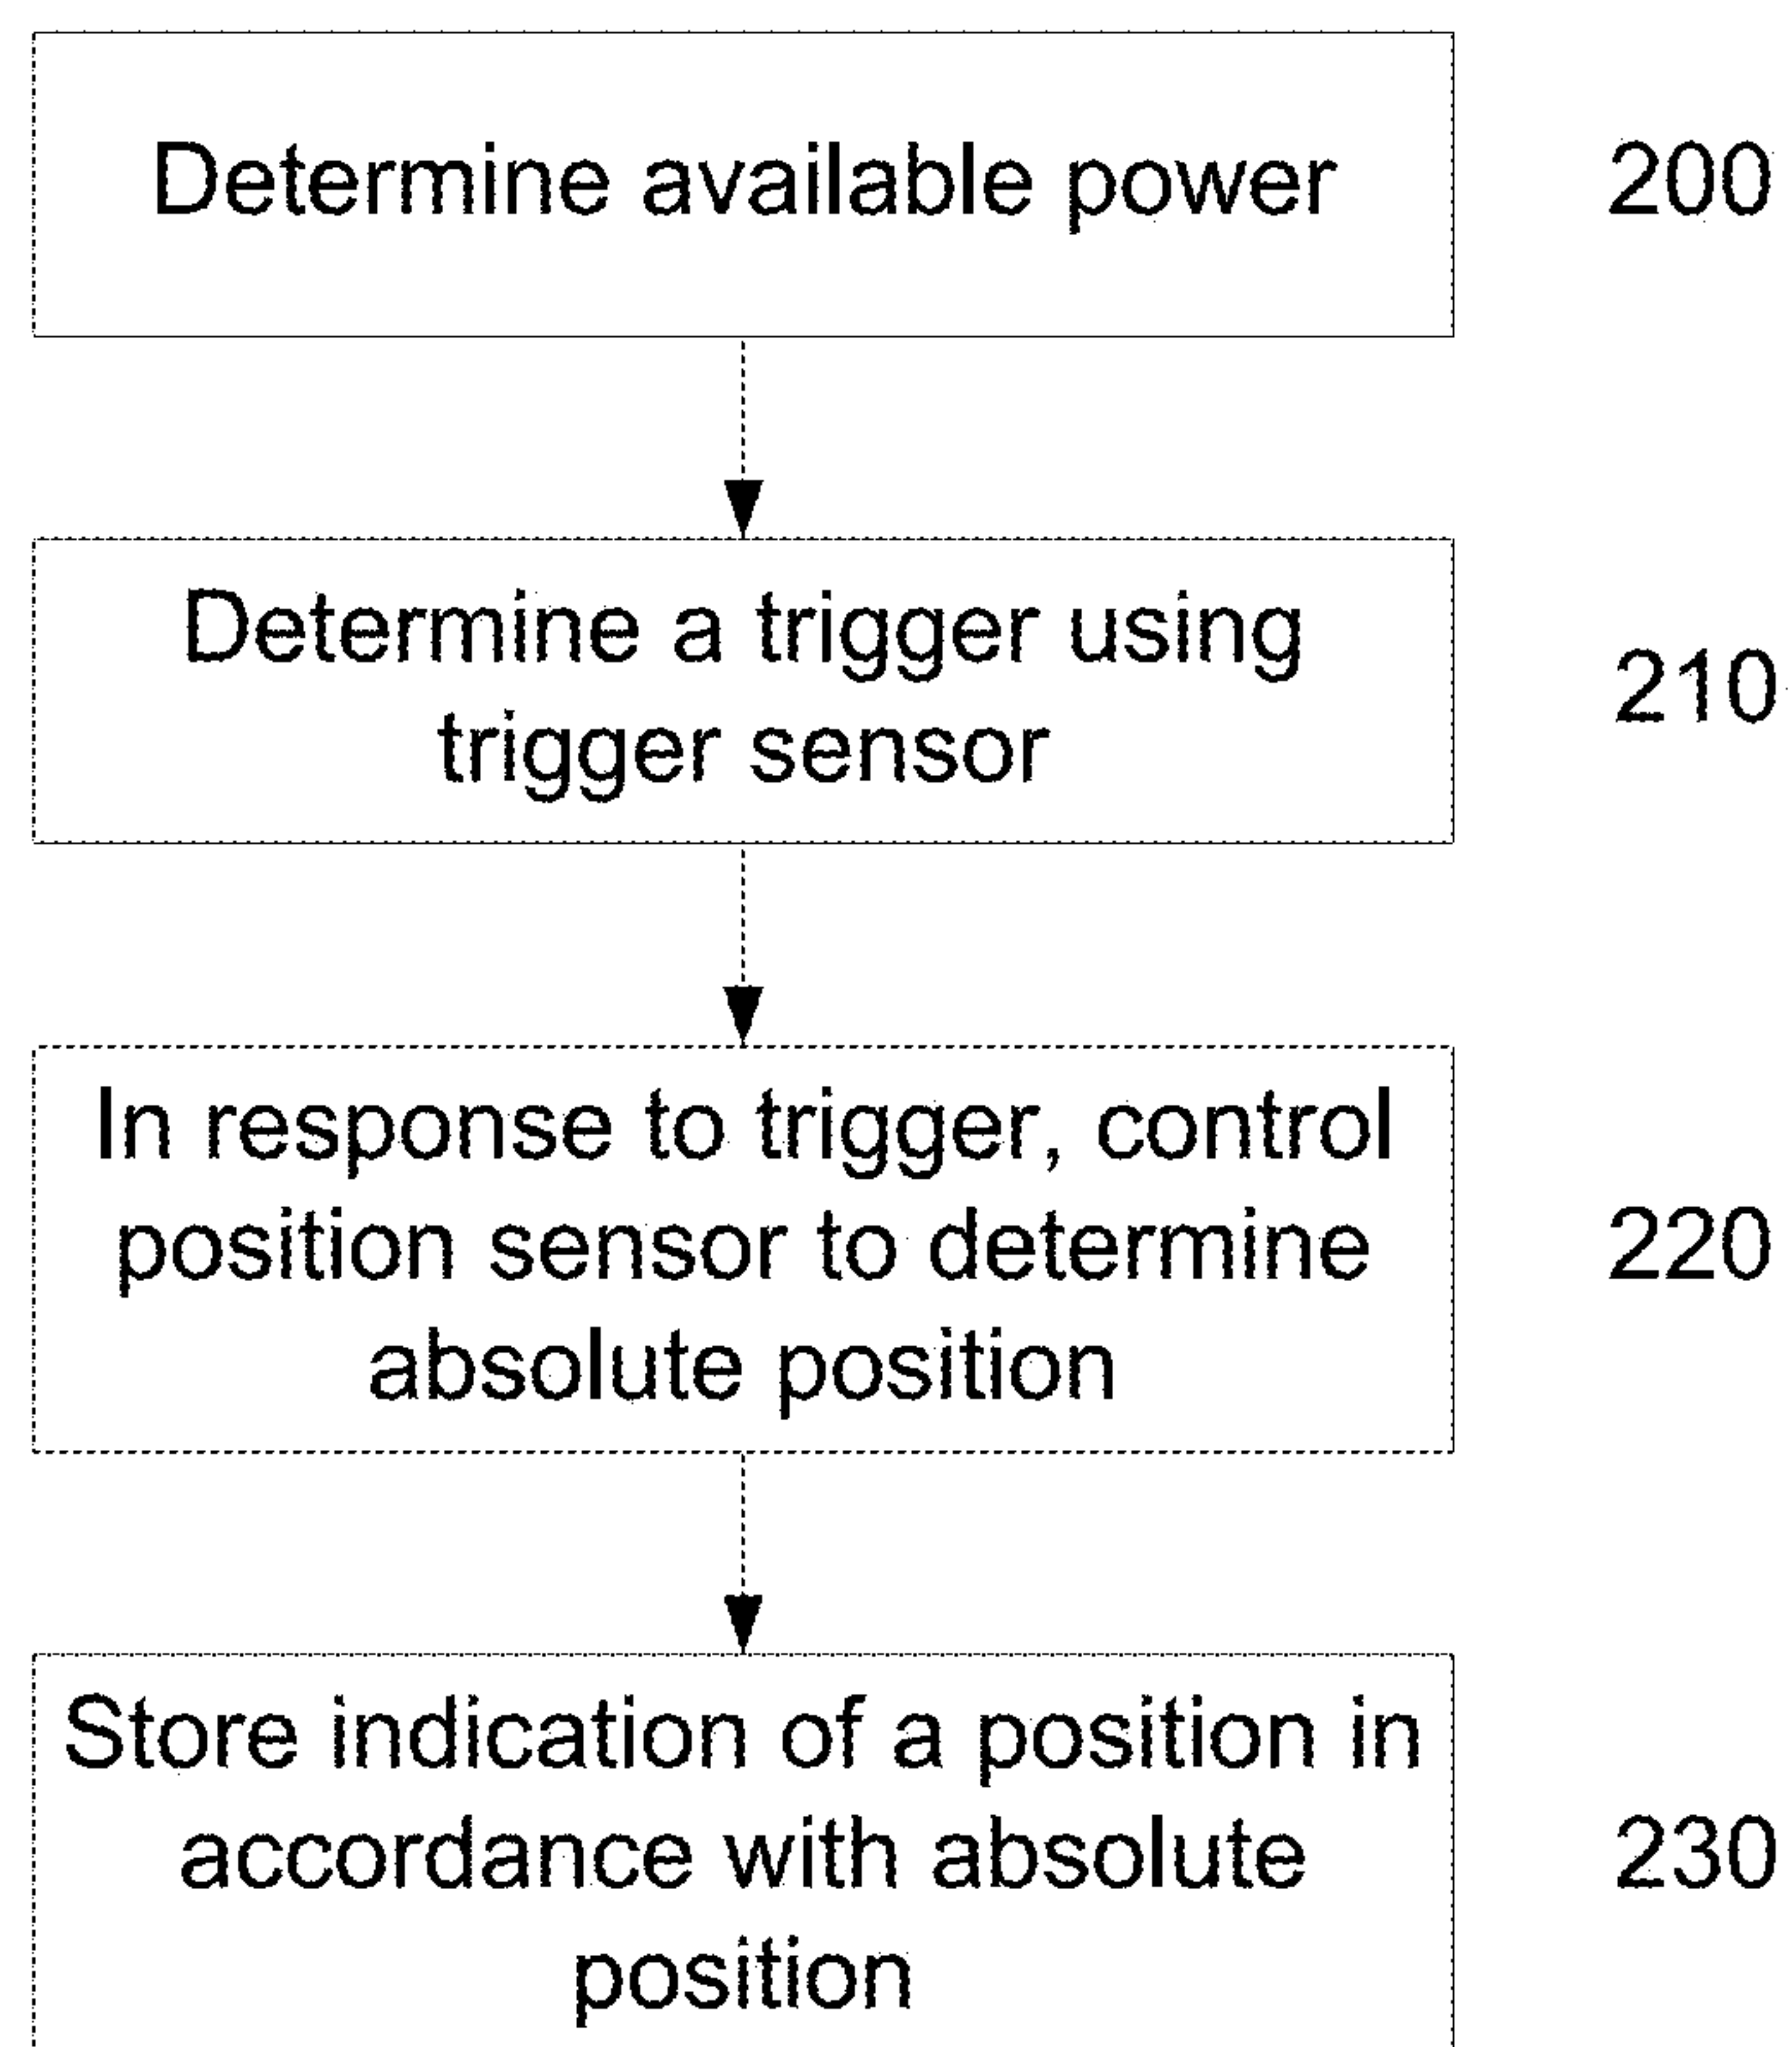 Determine available power
200
Determine a trigger using
trigger sensor
210
In response to trigger, control
position sensor to determine
absolute position
220
Store indication of a position in
accordance with absolute
position
230